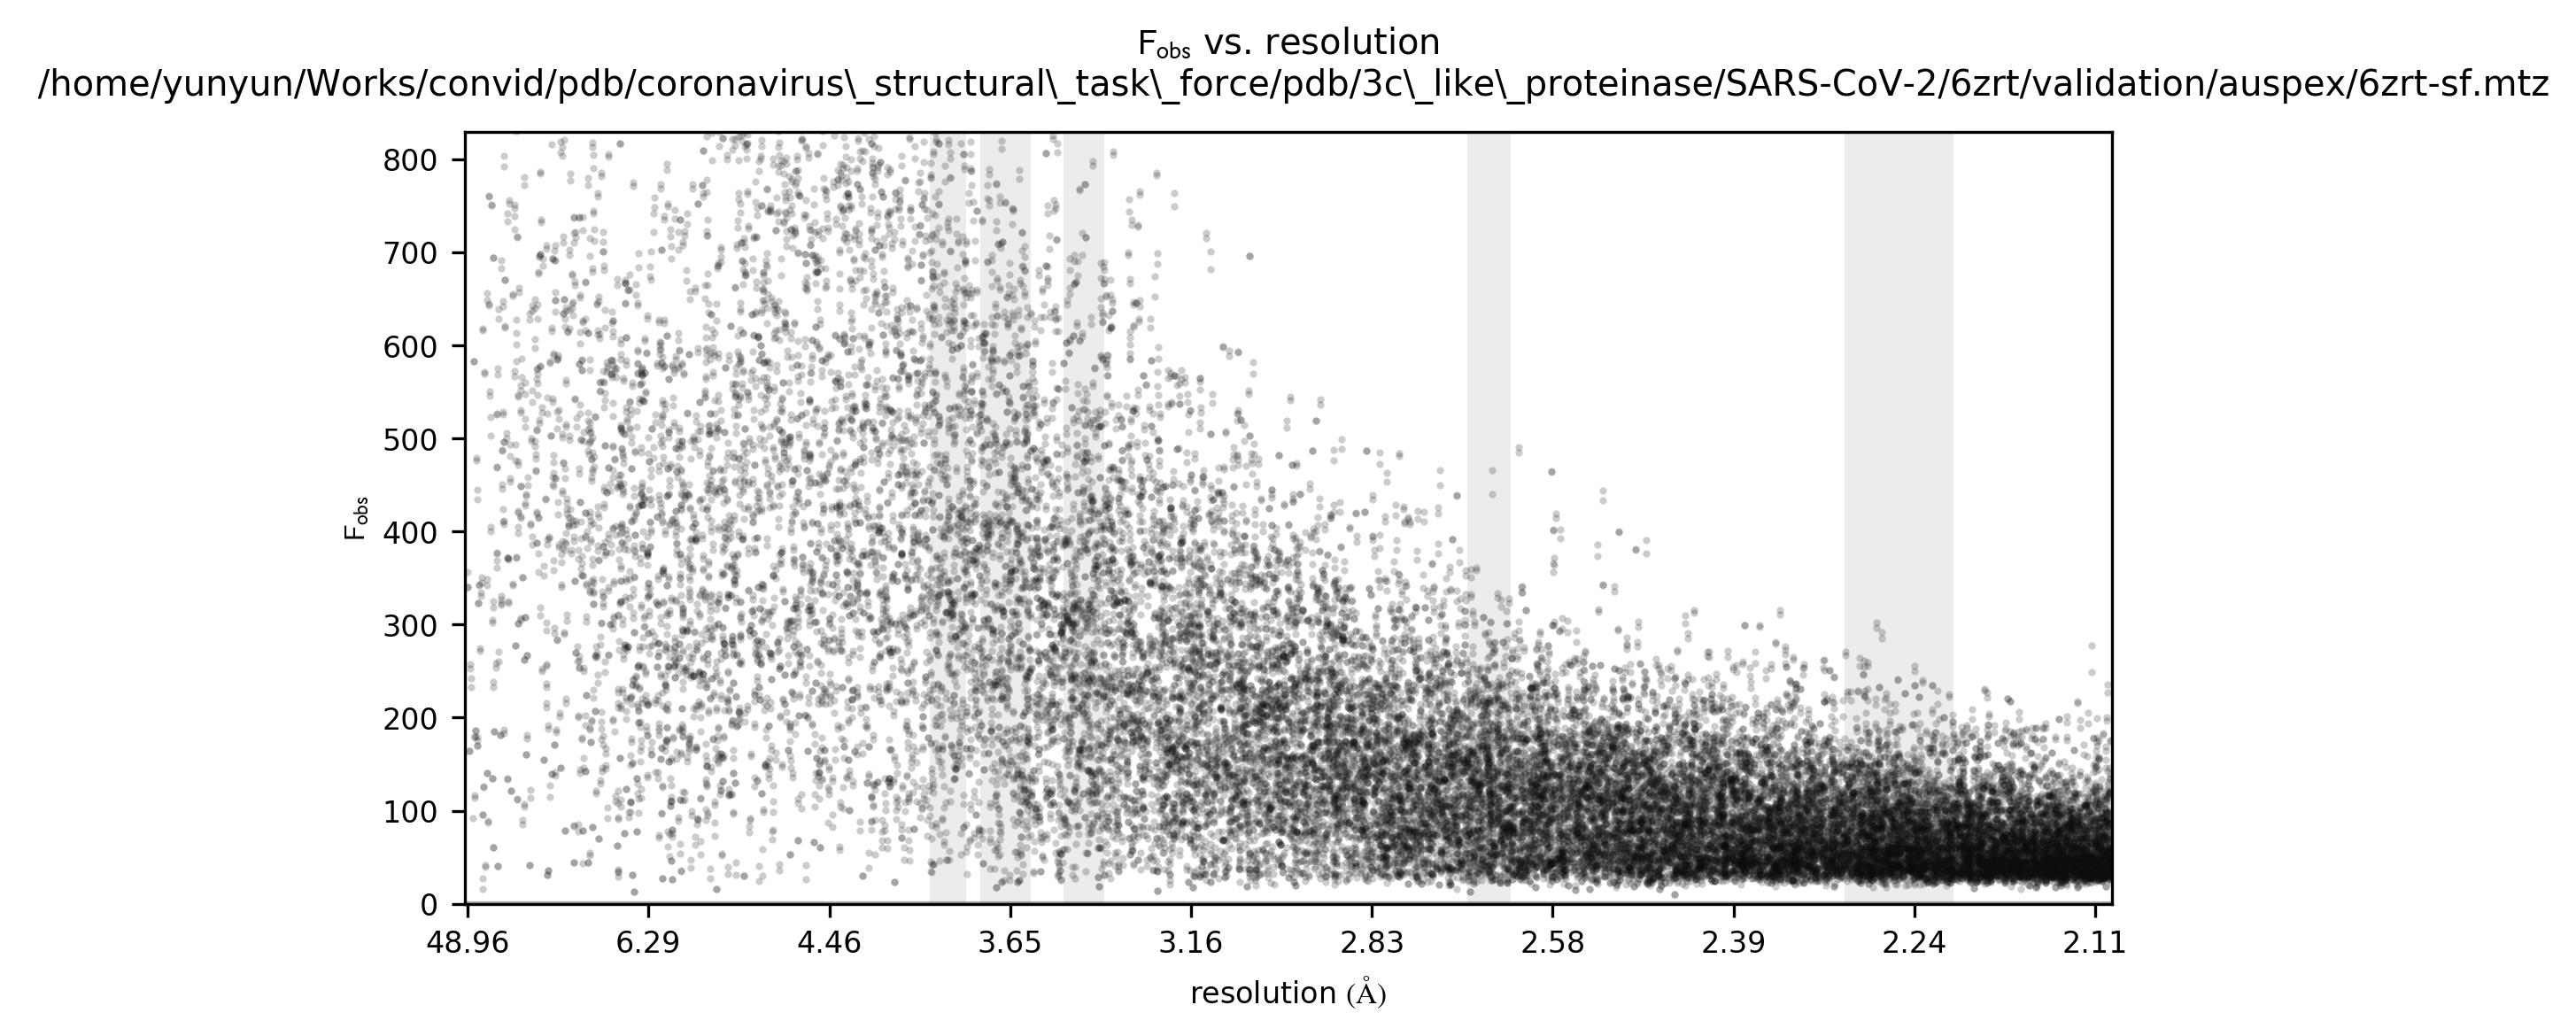 Fobs vs. resolution
/home/yunyun/Works/convid/pdb/coronavirus\_structural\_task\_force/pdb/3c\_like\_proteinase/SARS-CoV-2/6zrt/validation/auspex/6zrt-sf.mtz
800
700
600
500
400
300
200
100
0
Fobs
48.96 6.29 4.46 3.65 3.16 2.83 2.58 2.39 2.24 2.11
resolution (Å)